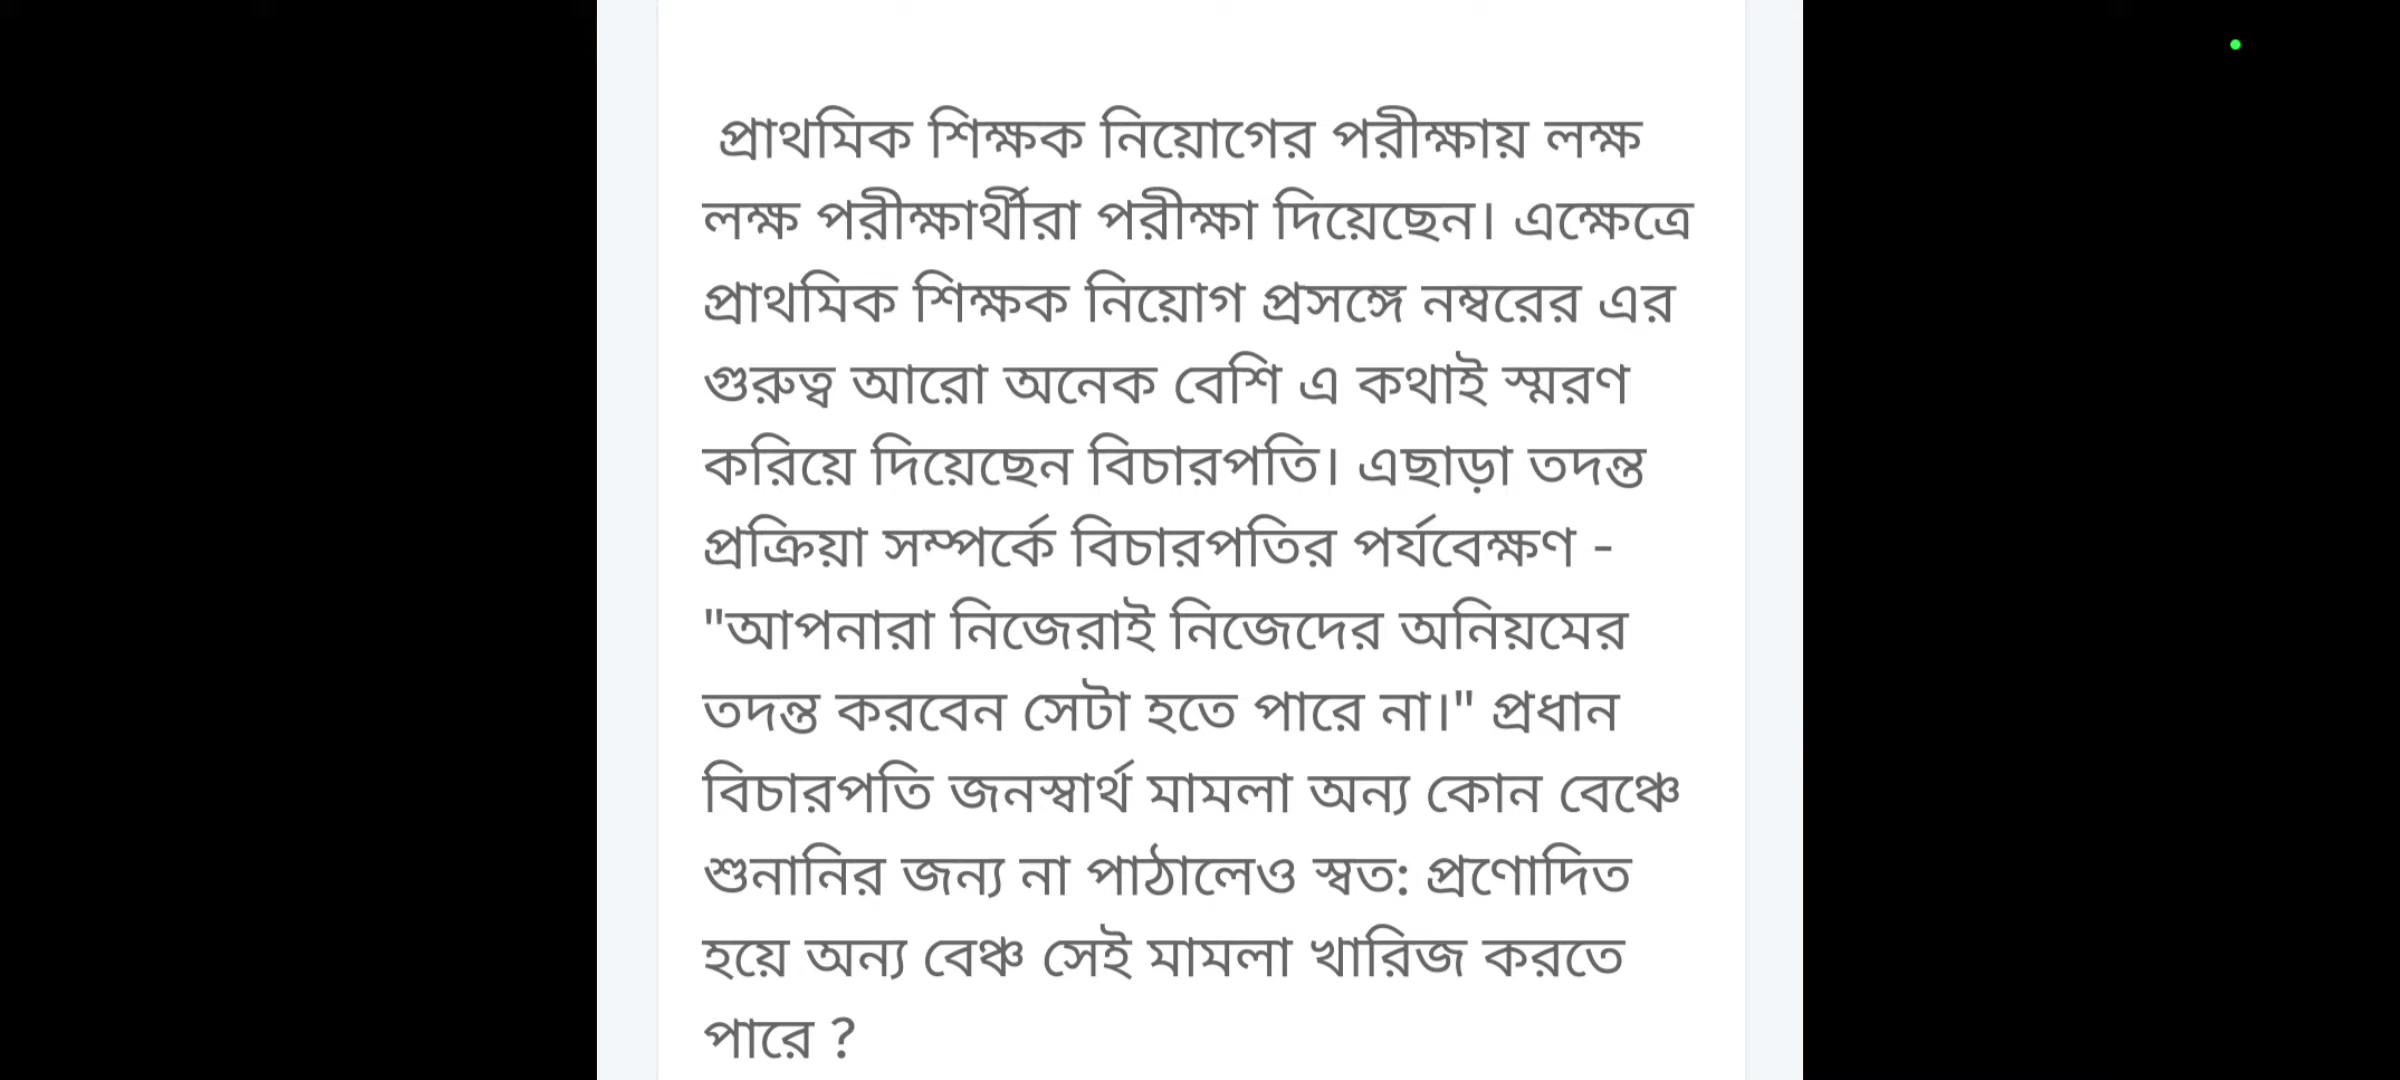 প্রাথমিক শিক্ষক নিয়োগের পরীক্ষায় লক্ষ
লক্ষ পরীক্ষার্থীরা পরীক্ষা দিয়েছেন। এক্ষেত্রে
প্রাথমিক শিক্ষক নিয়োগ প্রসঙ্গে নম্বরের এর
গুরুত্ব আরো অনেক বেশি এ কথাই স্মরণ
করিয়ে দিয়েছেন বিচারপতি। এছাড়া তদন্ত
প্রক্রিয়া সম্পর্কে বিচারপতির পর্যবেক্ষণ -
"আপনারা নিজেরাই নিজেদের অনিয়মের
তদন্ত করবেন সেটা হতে পারে না।" প্রধান
বিচারপতি জনস্বার্থ মামলা অন্য কোন বেঞ্চে
শুনানির জন্য না পাঠালেও স্বত: প্রণোদিত
হয়ে অন্য বেঞ্চ সেই মামলা খারিজ করতে
পারে ?